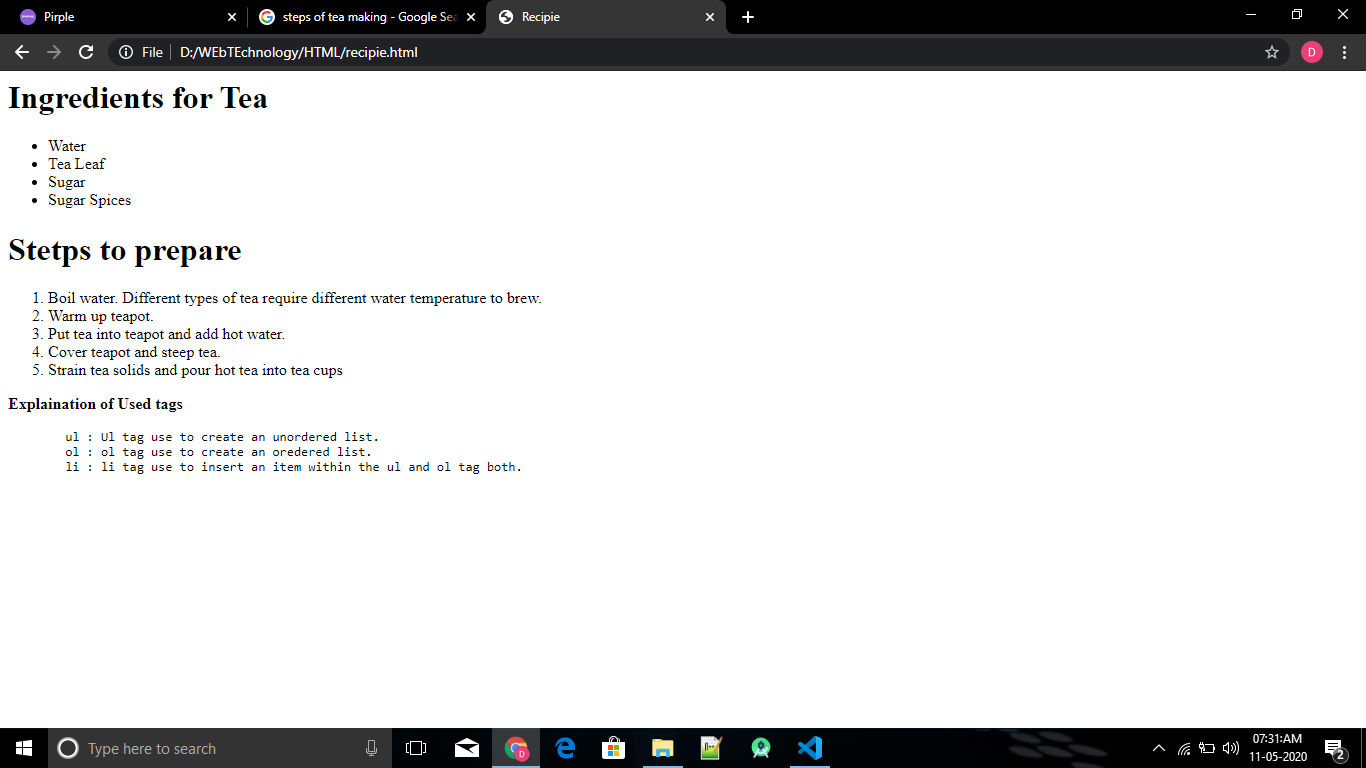 Pirple
steps of tea making - Google Sea
Recipie
File D:/WEbTEchnology/HTML/recipie.html
D
Ingredients for Tea
Water
Tea Leaf
Sugar
Sugar Spices
Stetps to prepare
1. Boil water. Different types of tea require different water temperature to brew.
2. Warm up teapot.
3. Put tea into teapot and add hot water.
4. Cover teapot and steep tea.
5. Strain tea solids and pour hot tea into tea cups
Explaination of Used tags
ul : Ul tag use to create an unordered list.
ol : ol tag use to create an oredered list.
li : li tag use to insert an item within the ul and ol tag both.
Type here to search
D
07:31:AM
11-05-2020
2